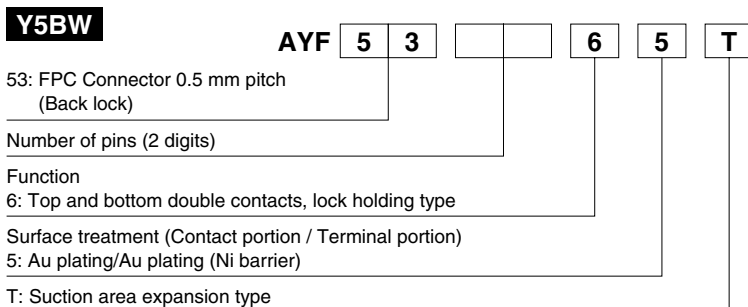 Y5BW
AYF 5 3 6 5 T
53: FPC Connector 0.5 mm pitch
(Back lock)
Number of pins (2 digits)
Function
6: Top and bottom double contacts, lock holding type
Surface treatment (Contact portion / Terminal portion)
5: Au plating/Au plating (Ni barrier)
T: Suction area expansion type